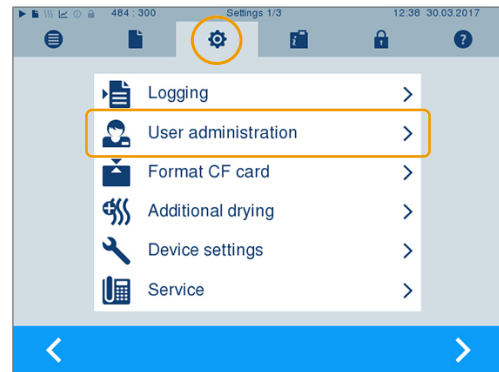 484 : 300 Settings 1/3 12:38 30.03.2017
Logging
User administration
Format CF card
Additional drying
Device settings
Service